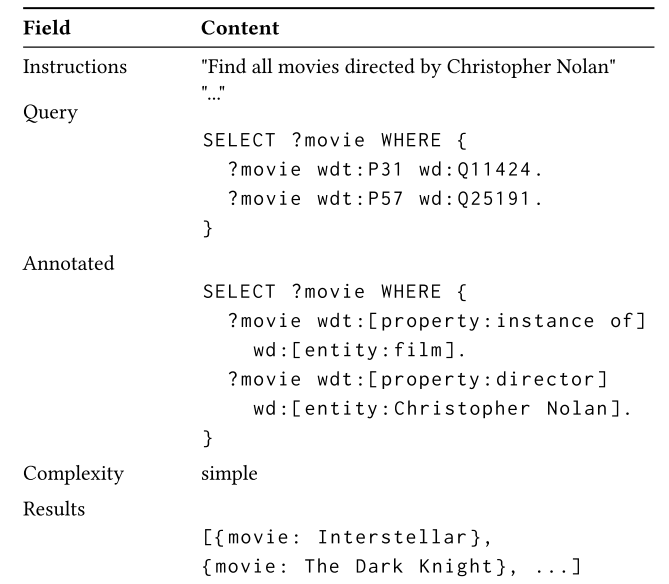 Field Content
Instructions "Find all movies directed by Christopher Nolan"
"..."
Query
SELECT ?movie WHERE {
?movie wdt:P31 wd:Q11424.
?movie wdt:P57 wd:Q25191.
}
Annotated
SELECT ?movie WHERE {
?movie wdt:[property:instance of]
wd:[entity:film].
?movie wdt:[property:director]
wd:[entity:Christopher Nolan].
}
Complexity simple
Results
[{movie: Interstellar},
{movie: The Dark Knight}, ...]